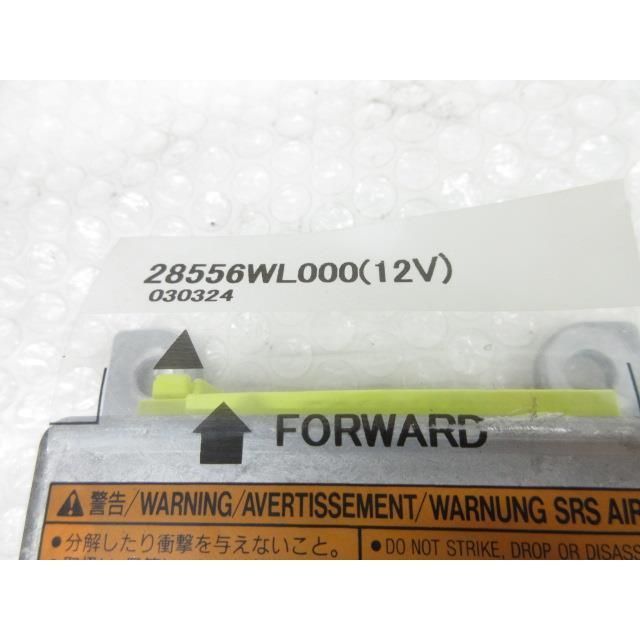 28556WL000(12V)
030324
FORWARD
警告/WARNING/AVERTISSEMENT/WARNUNG SRS AIR
●分解したり衝撃を与えないこと。
●DO NOT STRIKE, DROP OR DISASS